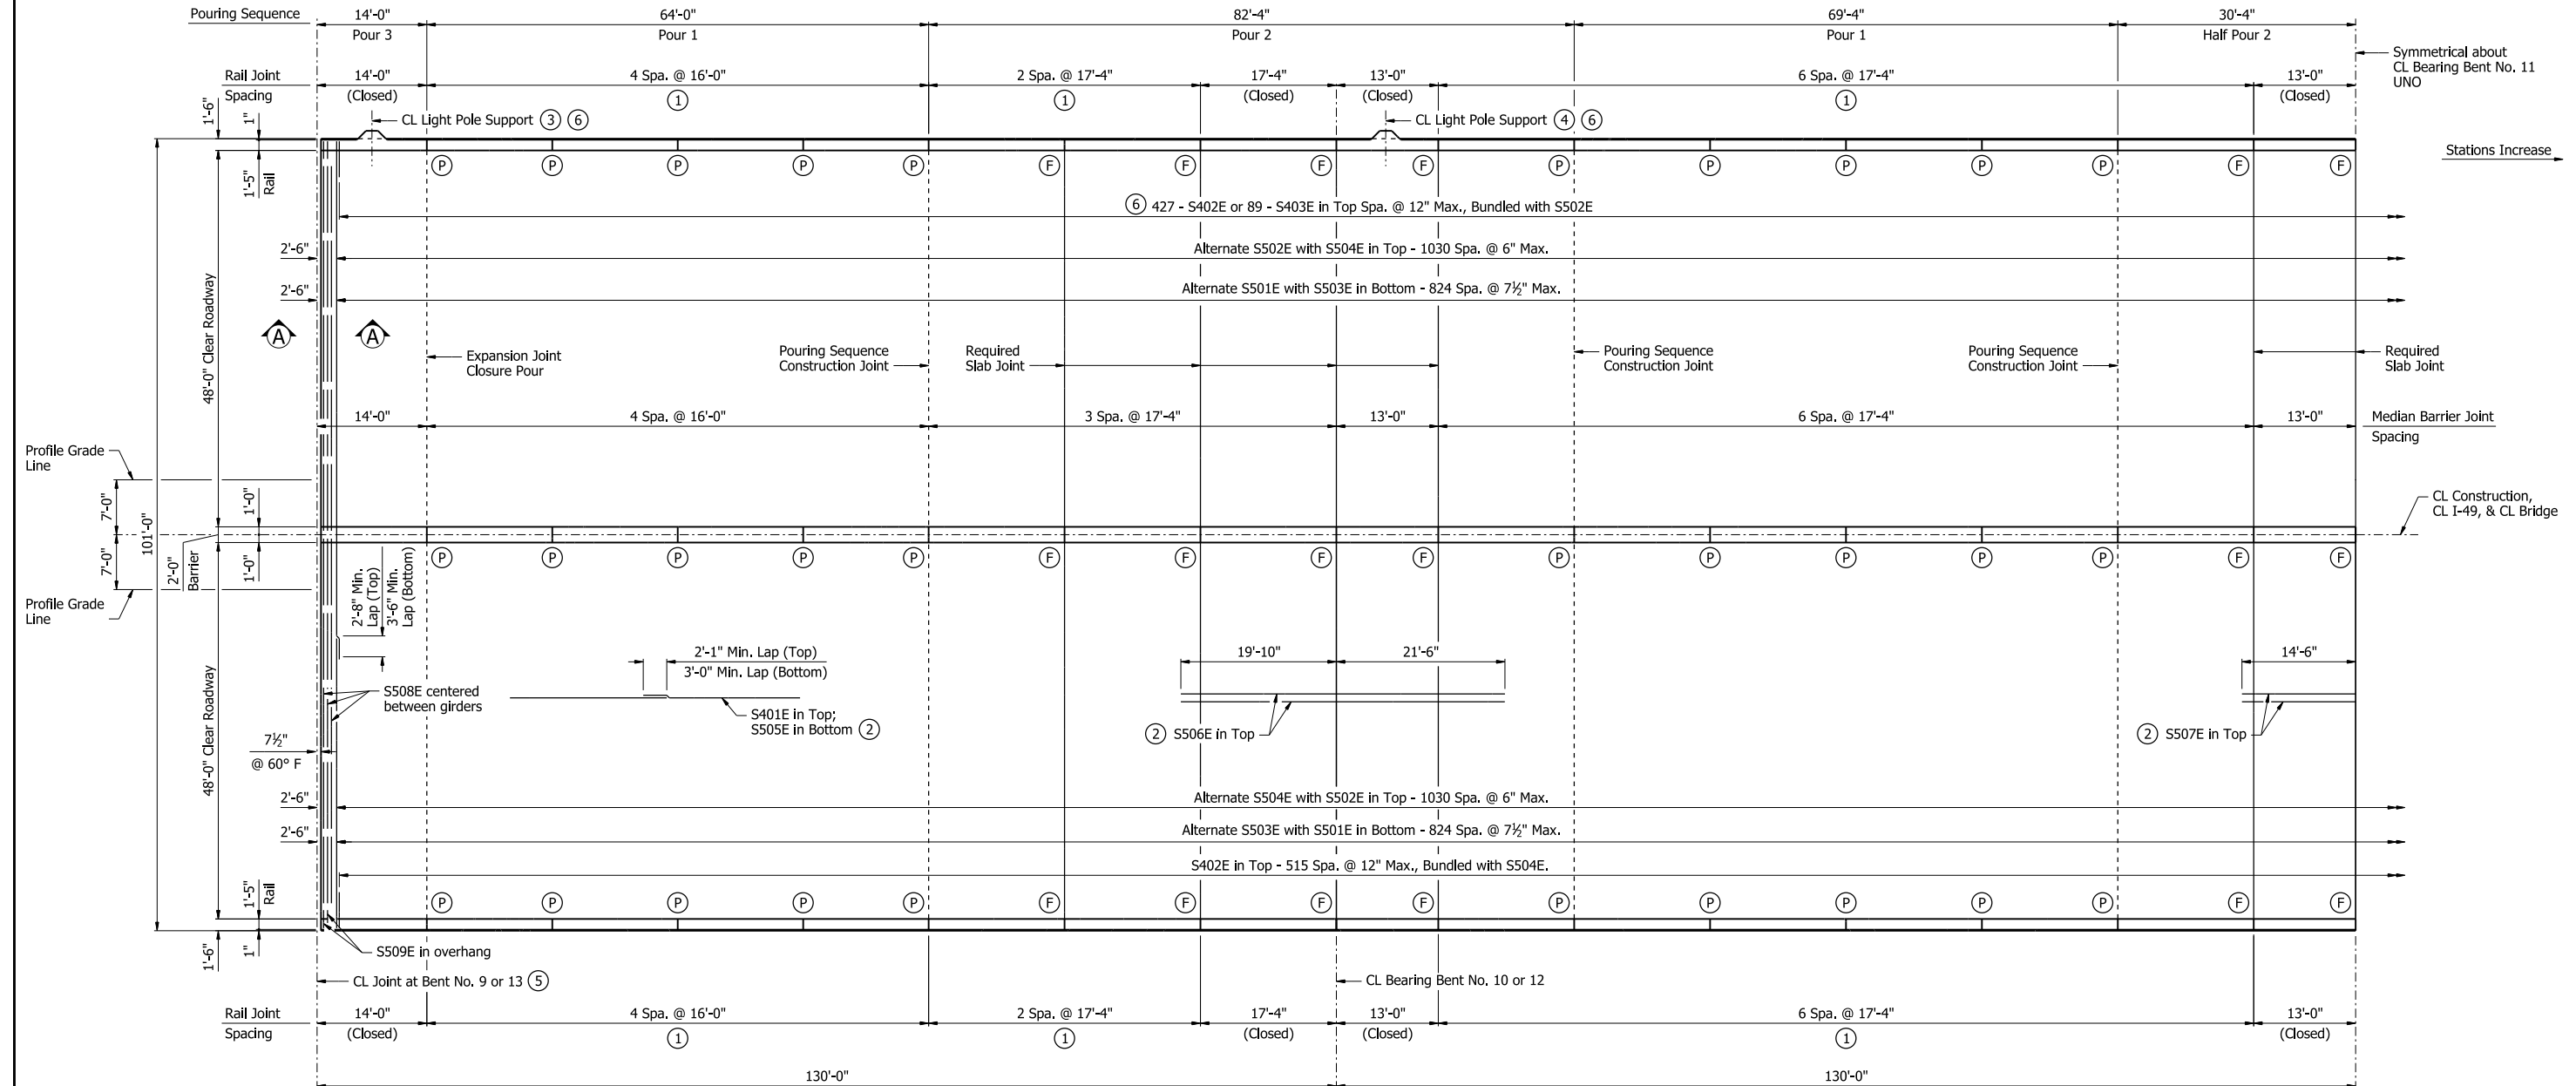 Pouring Sequence 14'-0" 64'-0" 82'-4" 69'-4" 30'-4"
Pour 3 Pour 1 Pour 2 Pour 1 Half Pour 2
Symmetrical about
CL Bearing Bent No. 11
UNO
Rail Joint 14'-0" 4 Spa. @ 16'-0" 2 Spa. @ 17'-4" 17'-4" 13'-0" 6 Spa. @ 17'-4" 13'-0"
Spacing (Closed) 1 1 (Closed) (Closed) 1 (Closed)
1'-6" 1"
CL Light Pole Support 3 6 CL Light Pole Support 4 6
Stations Increase
P P P P P F F F F P P P P P F F
1'-5"
Rail
6 427 - S402E or 89 - S403E in Top Spa. @ 12" Max., Bundled with S502E
2'-6" Alternate S502E with S504E in Top - 1030 Spa. @ 6" Max.
2'-6" Alternate S501E with S503E in Bottom - 824 Spa. @ 7½" Max.
A A
48'-0" Clear Roadway
Expansion Joint
Closure Pour
Pouring Sequence
Construction Joint
Required
Slab Joint
Pouring Sequence
Construction Joint
Pouring Sequence
Construction Joint
Required
Slab Joint
14'-0" 4 Spa. @ 16'-0" 3 Spa. @ 17'-4" 13'-0" 6 Spa. @ 17'-4" 13'-0" Median Barrier Joint
Spacing
Profile Grade
Line
7'-0" 1'-0"
101'-0"
CL Construction,
CL I-49, & CL Bridge
7'-0" 1'-0"
2'-0"
Barrier
P P P P P F F F F P P P P P F F
2'-8" Min.
Lap (Top)
3'-6" Min.
Lap (Bottom)
Profile Grade
Line
2'-1" Min. Lap (Top)
3'-0" Min. Lap (Bottom)
19'-10" 21'-6" 14'-6"
S508E centered
between girders
S401E in Top;
S505E in Bottom 2
2 S506E in Top
2 S507E in Top
48'-0" Clear Roadway
7½"
@ 60° F
2'-6" Alternate S504E with S502E in Top - 1030 Spa. @ 6" Max.
2'-6" Alternate S503E with S501E in Bottom - 824 Spa. @ 7½" Max.
S402E in Top - 515 Spa. @ 12" Max., Bundled with S504E.
1'-5"
Rail
P P P P P F F F F P P P P P F F
1'-6" 1"
S509E in overhang
CL Joint at Bent No. 9 or 13 5
CL Bearing Bent No. 10 or 12
Rail Joint 14'-0" 4 Spa. @ 16'-0" 2 Spa. @ 17'-4" 17'-4" 13'-0" 6 Spa. @ 17'-4" 13'-0"
Spacing (Closed) 1 1 (Closed) (Closed) 1 (Closed)
130'-0" 130'-0"